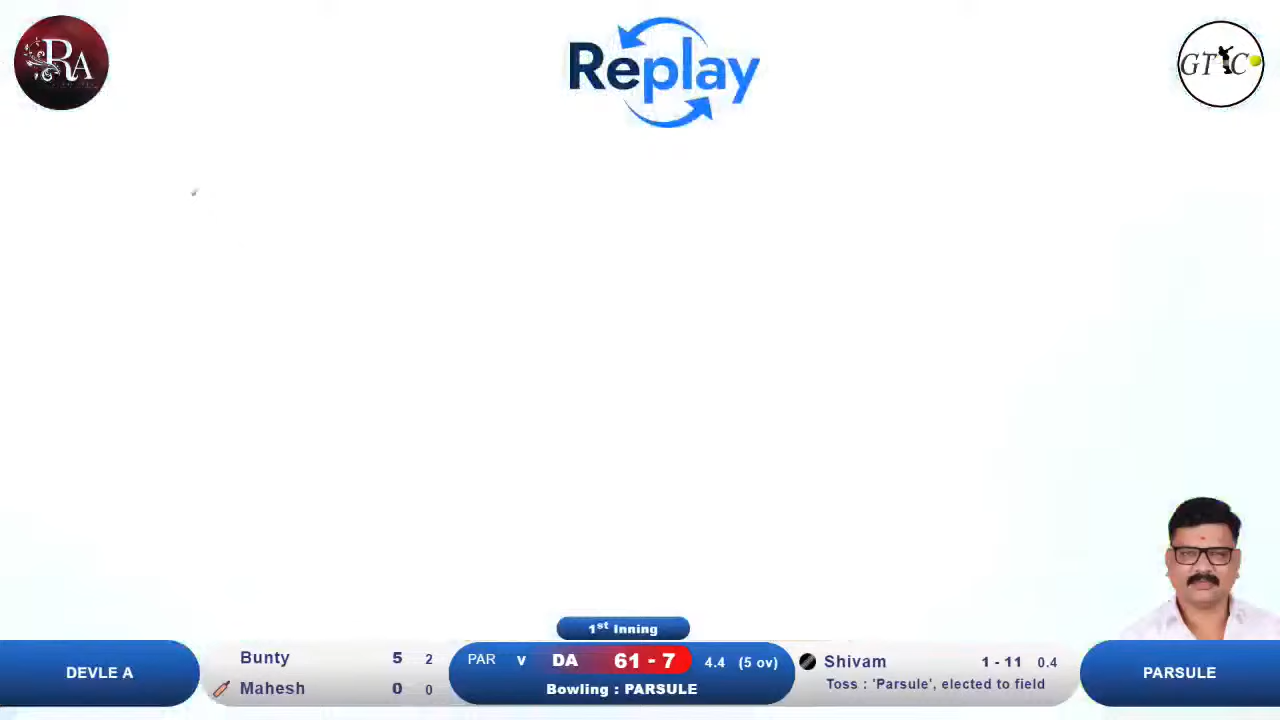 RA
Replay
GTCC
1st Inning
DEVLE A
Bunty 5 2
Mahesh 0 0
PAR v DA 61 - 7 4.4 (5 ov)
Bowling : PARSULE
Shivam 1 - 11 0.4
Toss : 'Parsule', elected to field
PARSULE